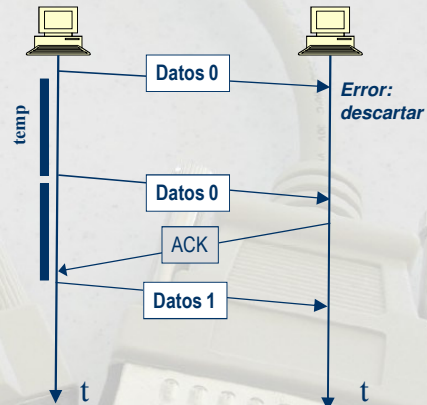 Datos 0
Error:
descartar
temp
Datos 0
ACK
Datos 1
t
t